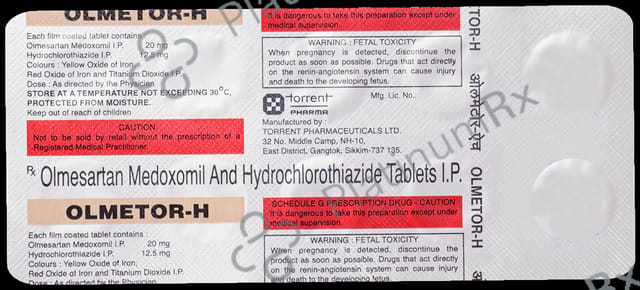 OLMETOR-H
Each film coated tablet contains
Olmesartan Medoxomil I.P. 20 mg
Hydrochlorothiazide I.P. 12.5 mg
Colours : Yellow Oxide of Iron,
Red Oxide of Iron and Titanium Dioxide I.P.
Dose : As directed by the Physician
STORE AT A TEMPERATURE NOT EXCEEDING 30°C,
PROTECTED FROM MOISTURE.
Keep out of reach of children
CAUTION
Not to be sold by retail without the prescription of a
Registered Medical Practitioner.
It is dangerous to take this preparation except under
medical supervision.
WARNING : FETAL TOXICITY
When pregnancy is detected, discontinue the
product as soon as possible. Drugs that act directly
on the renin-angiotensin system can cause injury
and death to the developing fetus.
torrent
PHARMA
Mfg. Lic. No.
Manufactured by :
TORRENT PHARMACEUTICALS LTD.
32 No. Middle Camp, NH-10,
East District, Gangtok, Sikkim-737 135.
Rx Olmesartan Medoxomil And Hydrochlorothiazide Tablets I.P.
OLMETOR-H
Each film coated tablet contains :
Olmesartan Medoxomil I.P. 20 mg
Hydrochlorothiazide I.P. 12.5 mg
Colours : Yellow Oxide of Iron,
Red Oxide of Iron and Titanium Dioxide I.P.
Dose : As directed by the Physician
SCHEDULE G PRESCRIPTION DRUG - CAUTION
It is dangerous to take this preparation except under
medical supervision.
WARNING : FETAL TOXICITY
When pregnancy is detected, discontinue the
product as soon as possible. Drugs that act directly
on the renin-angiotensin system can cause injury
and death to the developing fetus.
TOR-H
ओल्मेटोर-एच
OLMETOR-H
PlatinumRx